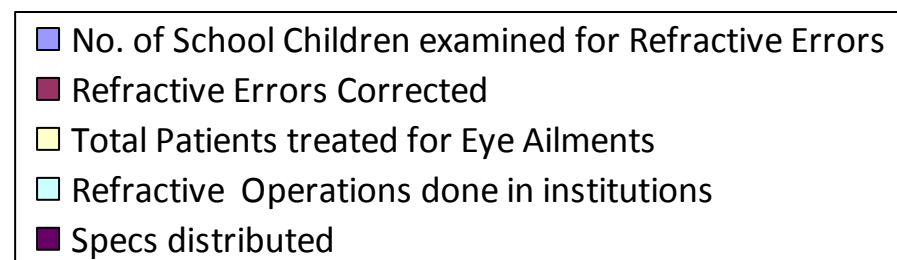 No. of School Children examined for Refractive Errors
Refractive Errors Corrected
Total Patients treated for Eye Ailments
Refractive Operations done in institutions
Specs distributed